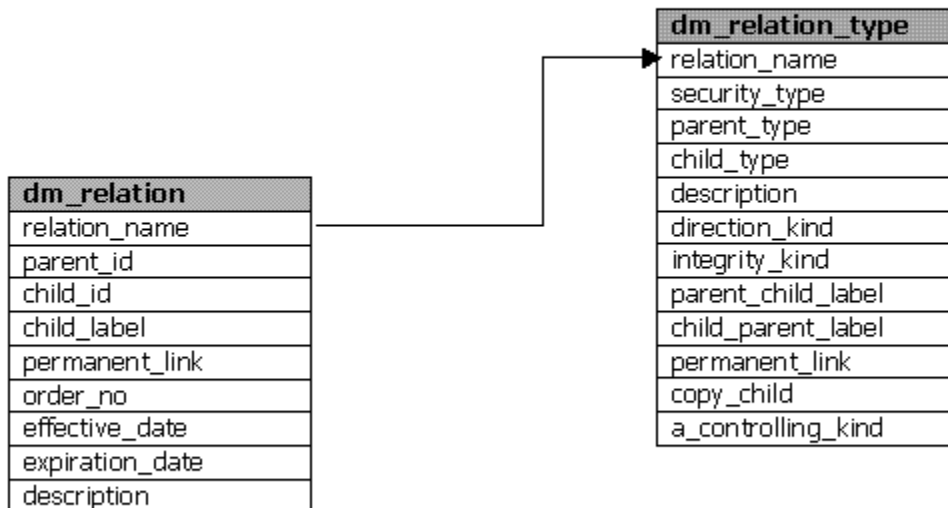 dm_relation_type
relation_name
security_type
parent_type
child_type
description
direction_kind
integrity_kind
parent_child_label
child_parent_label
permanent_link
copy_child
a_controlling_kind
dm_relation
relation_name
parent_id
child_id
child_label
permanent_link
order_no
effective_date
expiration_date
description